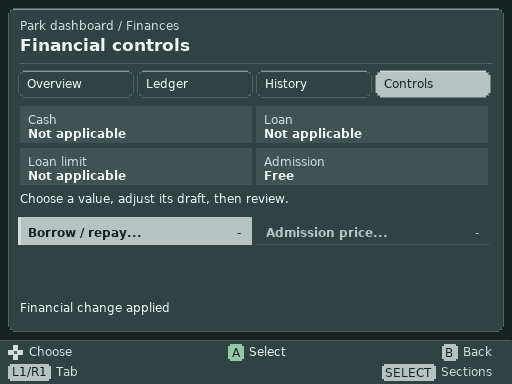 Park dashboard / Finances
Financial controls
Overview Ledger History Controls
Cash Loan
Not applicable Not applicable
Loan limit Admission
Not applicable Free
Choose a value, adjust its draft, then review.
Borrow / repay... - Admission price... -
Financial change applied
Choose A Select B Back
L1/R1 Tab SELECT Sections